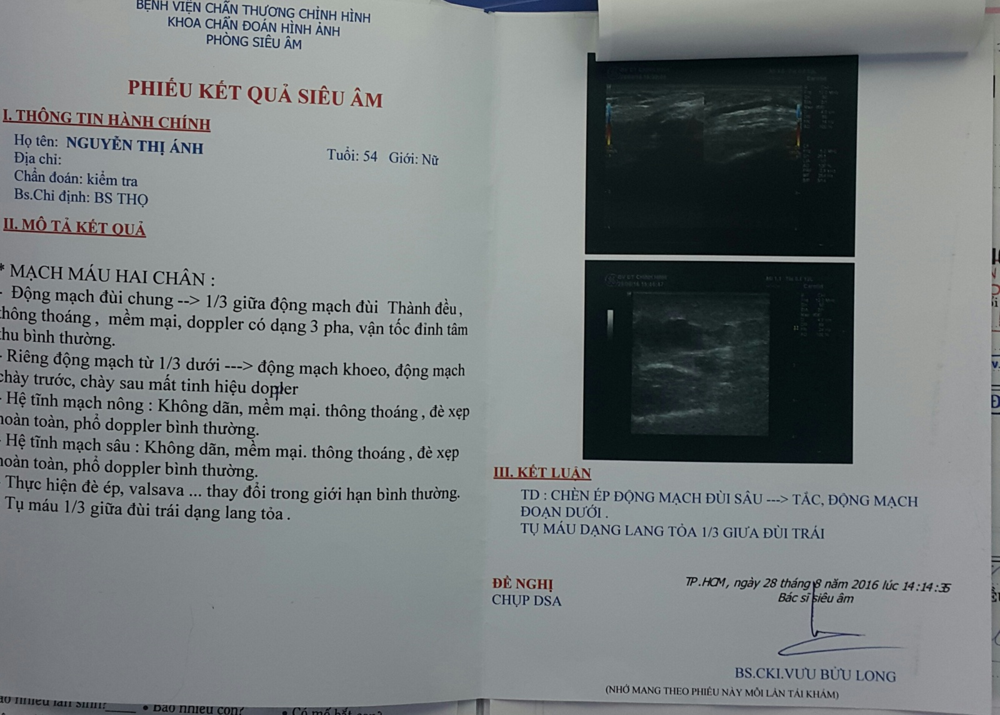 BỆNH VIỆN CHẤN THƯƠNG CHỈNH HÌNH
KHOA CHẨN ĐOÁN HÌNH ẢNH
PHÒNG SIÊU ÂM
PHIẾU KẾT QUẢ SIÊU ÂM
I. THÔNG TIN HÀNH CHÍNH
Họ tên: NGUYỄN THỊ ÁNH
Tuổi: 54 Giới: Nữ
Địa chỉ:
Chẩn đoán: kiểm tra
Bs.Chỉ định: BS THỌ
II. MÔ TẢ KẾT QUẢ
* MẠCH MÁU HAI CHÂN :
- Động mạch đùi chung --> 1/3 giữa động mạch đùi Thành đều,
thông thoáng , mềm mại, doppler có dạng 3 pha, vận tốc đỉnh tâm
thu bình thường.
- Riêng động mạch từ 1/3 dưới ---> động mạch khoeo, động mạch
chày trước, chày sau mất tinh hiệu doppler
- Hệ tĩnh mạch nông : Không dãn, mềm mại. thông thoáng , đè xẹp
hoàn toàn, phổ doppler bình thường.
- Hệ tĩnh mạch sâu : Không dãn, mềm mại. thông thoáng , đè xẹp
hoàn toàn, phổ doppler bình thường.
- Thực hiện đè ép, valsava ... thay đổi trong giới hạn bình thường.
Tụ máu 1/3 giữa đùi trái dạng lang tỏa .
III. KẾT LUẬN
TD : CHÈN ÉP ĐỘNG MẠCH ĐÙI SÂU ---> TẮC, ĐỘNG MẠCH
ĐOẠN DƯỚI .
TỤ MÁU DẠNG LANG TỎA 1/3 GIƯA ĐÙI TRÁI
ĐỀ NGHỊ
CHỤP DSA
TP.HCM, ngày 28 tháng 8 năm 2016 lúc 14:14:35
Bác sĩ siêu âm
BS.CKI.VƯU BỬU LONG
(NHỚ MANG THEO PHIẾU NÀY MỖI LẦN TÁI KHÁM)
• Bao nhiêu con?